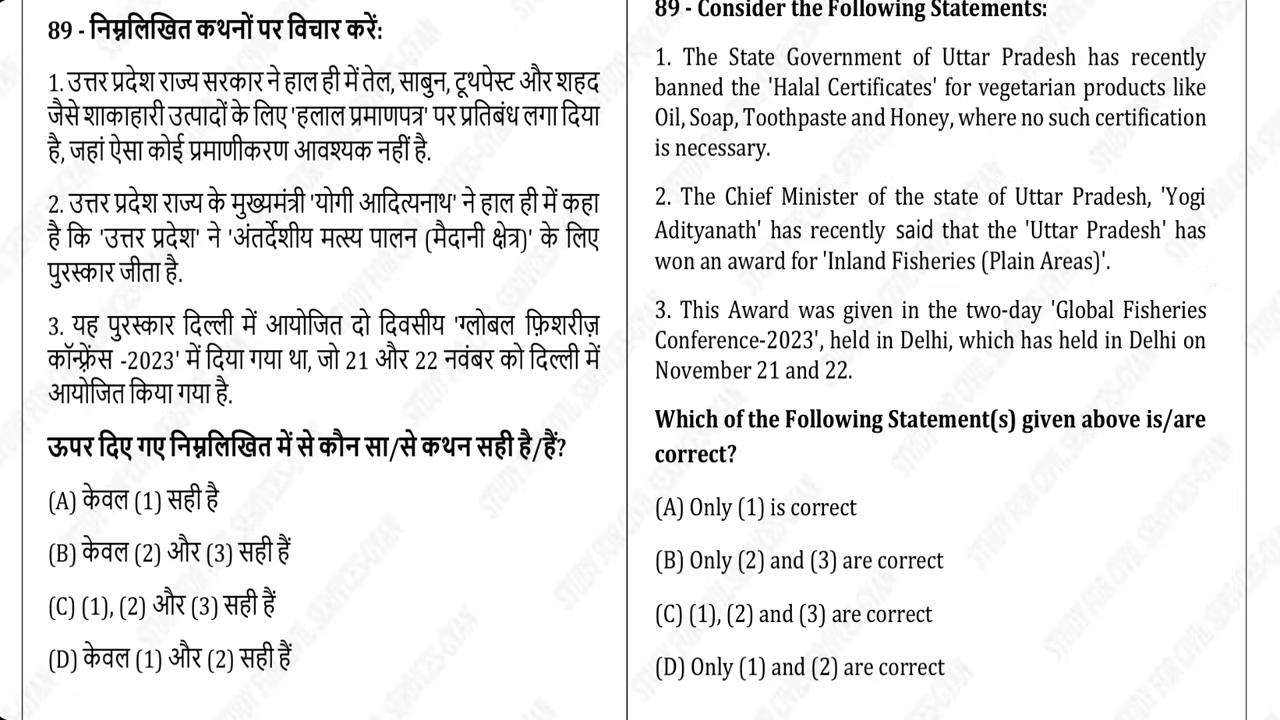 89 - निम्नलिखित कथनों पर विचार करें:
1. उत्तर प्रदेश राज्य सरकार ने हाल ही में तेल, साबुन, टूथपेस्ट और शहद
जैसे शाकाहारी उत्पादों के लिए 'हलाल प्रमाणपत्र' पर प्रतिबंध लगा दिया
है, जहां ऐसा कोई प्रमाणीकरण आवश्यक नहीं है.
2. उत्तर प्रदेश राज्य के मुख्यमंत्री 'योगी आदित्यनाथ' ने हाल ही में कहा
है कि 'उत्तर प्रदेश' ने 'अंतर्देशीय मत्स्य पालन (मैदानी क्षेत्र)' के लिए
पुरस्कार जीता है.
3. यह पुरस्कार दिल्ली में आयोजित दो दिवसीय 'ग्लोबल फ़िशरीज़
कॉन्फ़्रेंस -2023' में दिया गया था, जो 21 और 22 नवंबर को दिल्ली में
आयोजित किया गया है.
ऊपर दिए गए निम्नलिखित में से कौन सा/से कथन सही है/हैं?
(A) केवल (1) सही है
(B) केवल (2) और (3) सही हैं
(C) (1), (2) और (3) सही हैं
(D) केवल (1) और (2) सही हैं
89 - Consider the Following Statements:
1. The State Government of Uttar Pradesh has recently
banned the 'Halal Certificates' for vegetarian products like
Oil, Soap, Toothpaste and Honey, where no such certification
is necessary.
2. The Chief Minister of the state of Uttar Pradesh, 'Yogi
Adityanath' has recently said that the 'Uttar Pradesh' has
won an award for 'Inland Fisheries (Plain Areas)'.
3. This Award was given in the two-day 'Global Fisheries
Conference-2023', held in Delhi, which has held in Delhi on
November 21 and 22.
Which of the Following Statement(s) given above is/are
correct?
(A) Only (1) is correct
(B) Only (2) and (3) are correct
(C) (1), (2) and (3) are correct
(D) Only (1) and (2) are correct